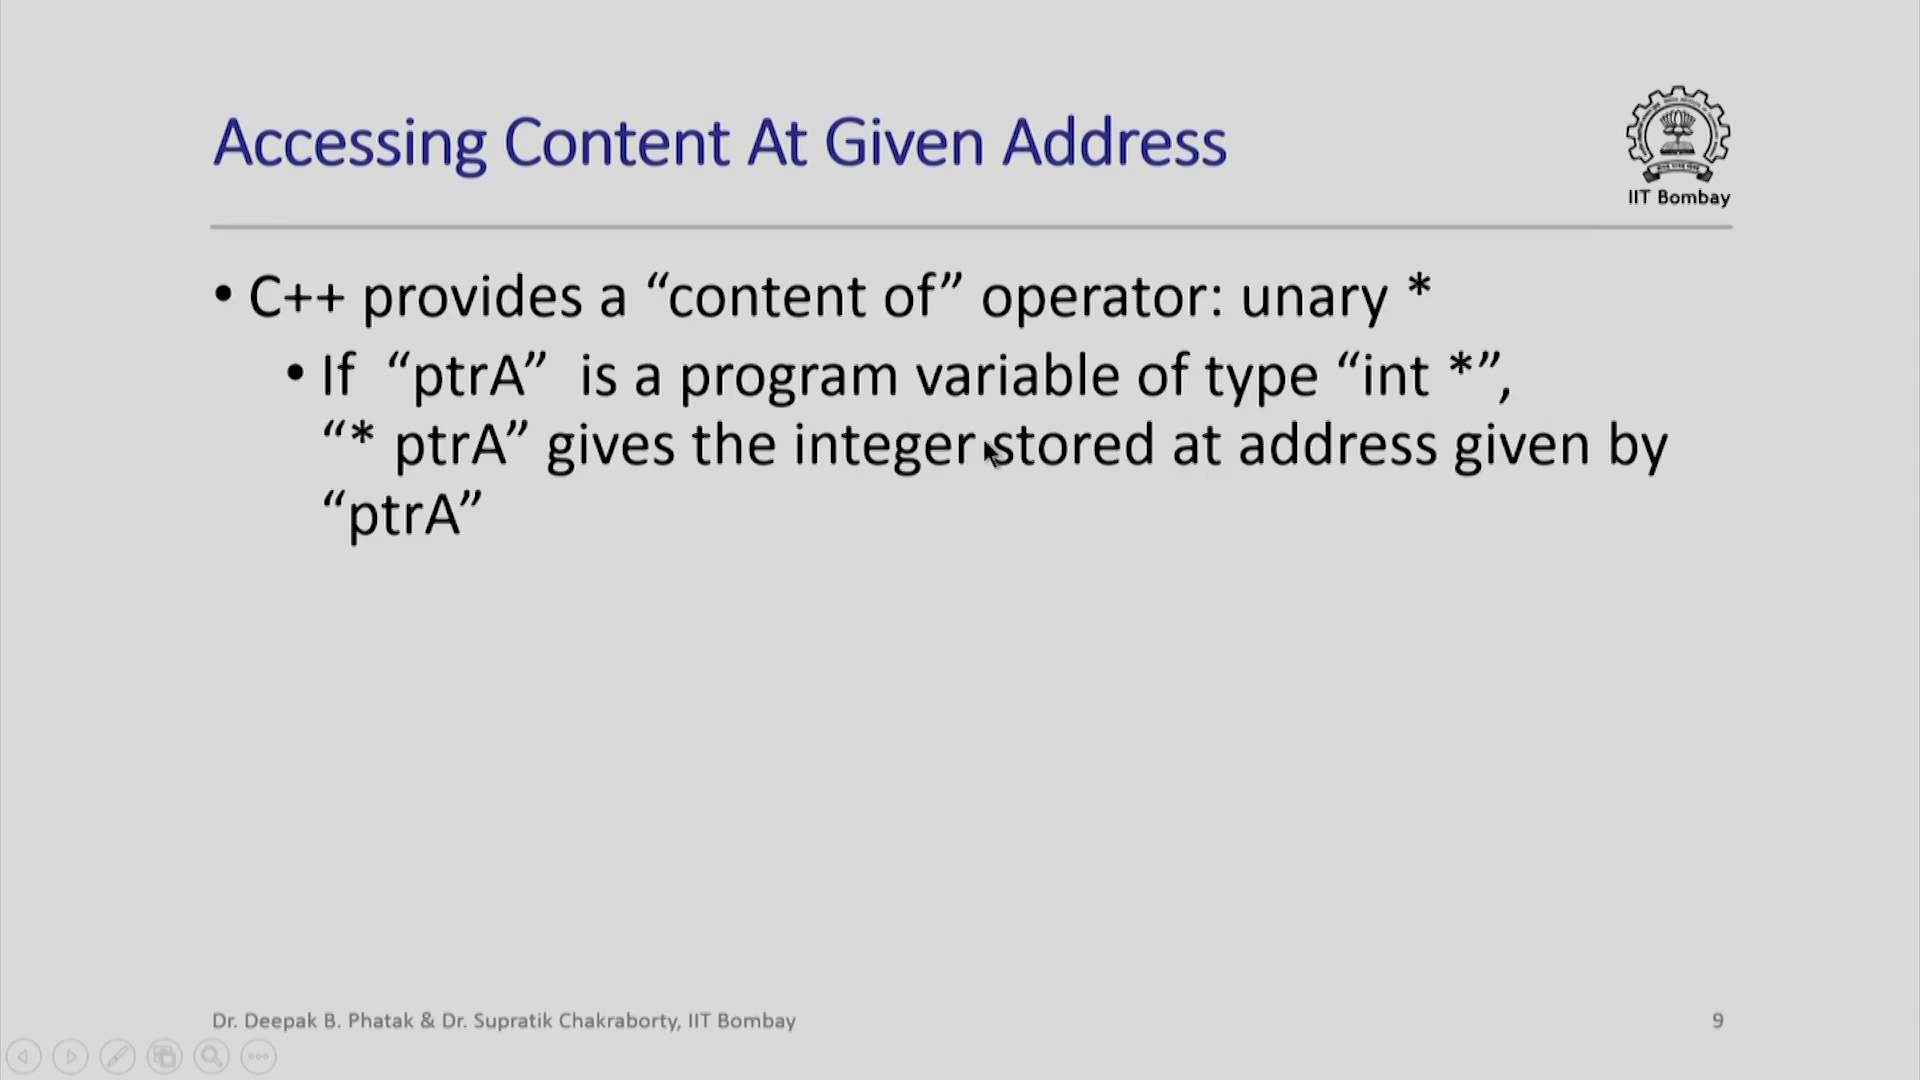 Accessing Content At Given Address
IIT Bombay
• C++ provides a “content of” operator: unary *
• If “ptrA” is a program variable of type “int *”,
“* ptrA” gives the integer stored at address given by
“ptrA”
Dr. Deepak B. Phatak & Dr. Supratik Chakraborty, IIT Bombay
9